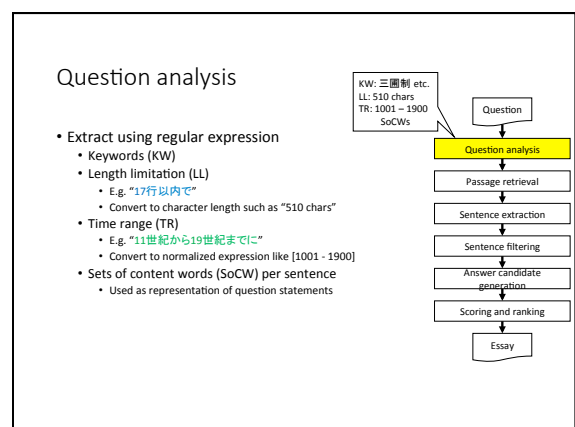 Question analysis
• Extract using regular expression
• Keywords (KW)
• Length limitation (LL)
• E.g. “17行以内で”
• Convert to character length such as “510 chars”
• Time range (TR)
• E.g. “11世紀から19世紀までに”
• Convert to normalized expression like [1001 - 1900]
• Sets of content words (SoCW) per sentence
• Used as representation of question statements
KW: 三圃制 etc.
LL: 510 chars
TR: 1001 – 1900
SoCWs
Question
Question analysis
Passage retrieval
Sentence extraction
Sentence filtering
Answer candidate
generation
Scoring and ranking
Essay